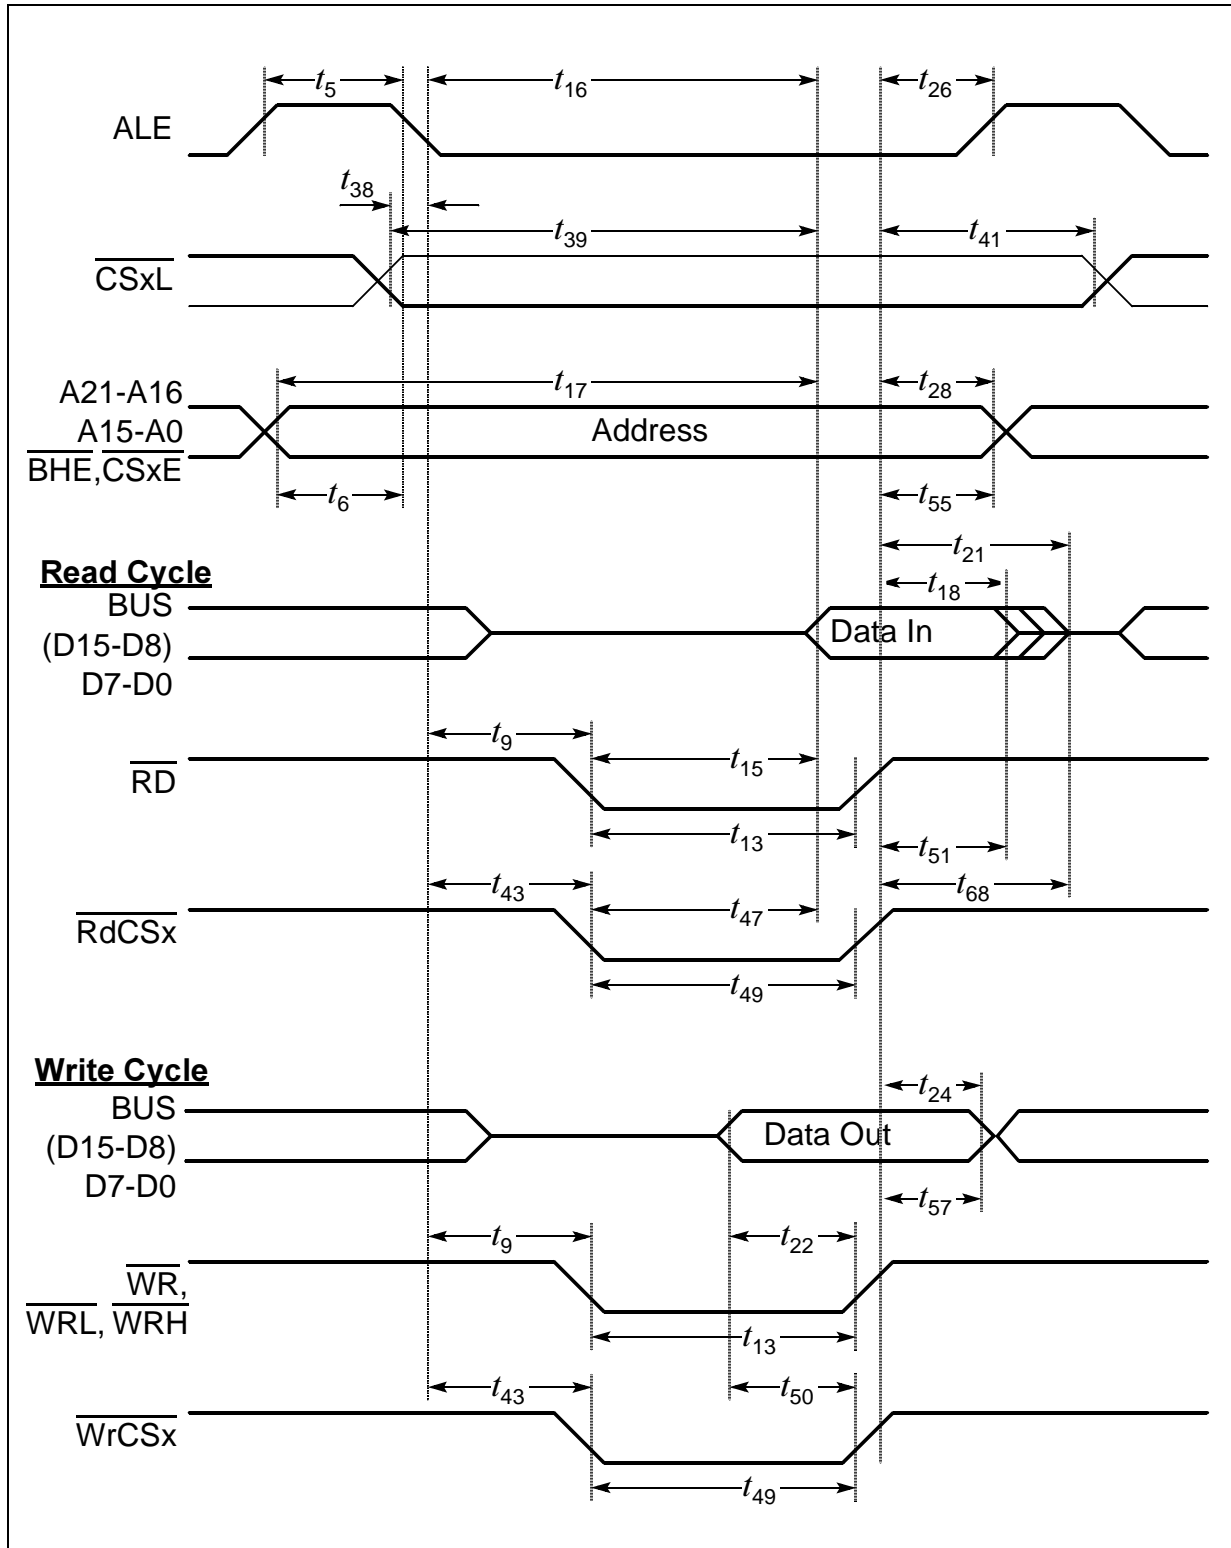 t5 t16 t26
ALE
t38
t39 t41
CSxL
t17 t28
A21-A16
A15-A0
Address
BHE, CSxE
t6 t55
t21
Read Cycle
t18
BUS
(D15-D8)
Data In
D7-D0
t9
t15
RD
t13
t51
t43 t68
t47
RdCSx
t49
Write Cycle
t24
BUS
(D15-D8)
Data Out
D7-D0
t57
t9 t22
WR,
WRL, WRH
t13
t43 t50
WrCSx
t49